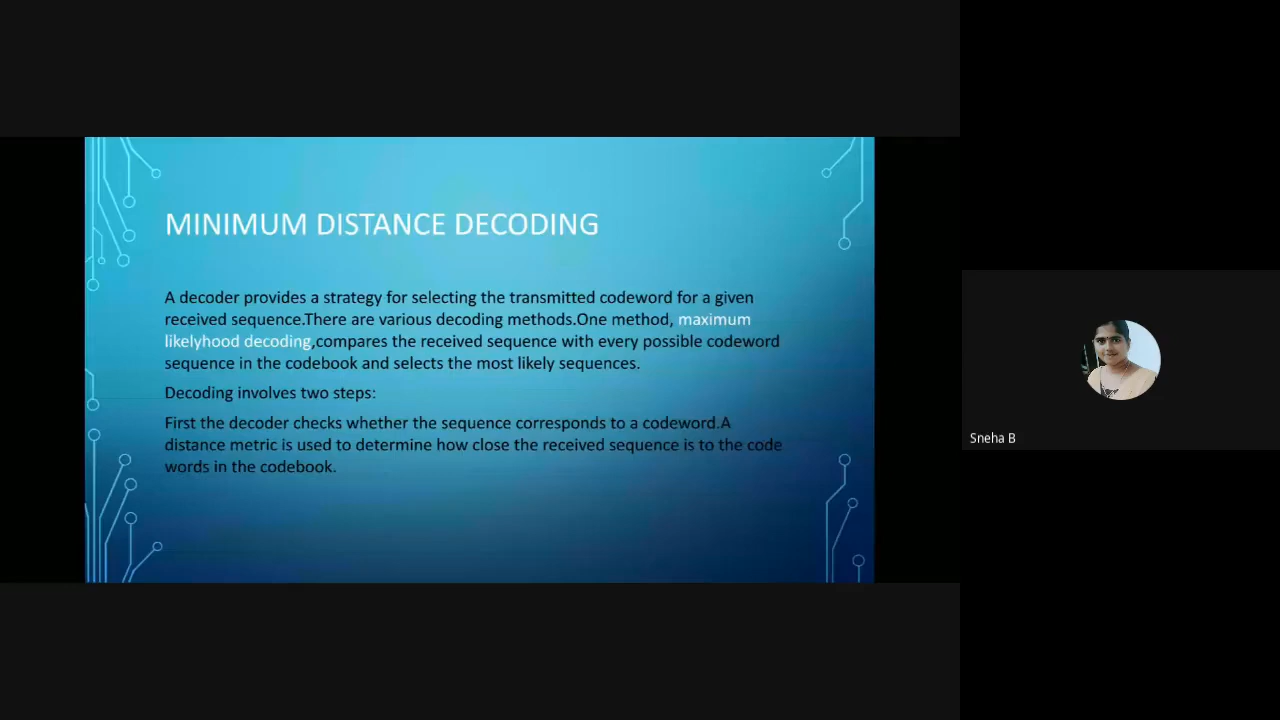 MINIMUM DISTANCE DECODING
A decoder provides a strategy for selecting the transmitted codeword for a given
received sequence.There are various decoding methods.One method, maximum
likelyhood decoding,compares the received sequence with every possible codeword
sequence in the codebook and selects the most likely sequences.
Decoding involves two steps:
First the decoder checks whether the sequence corresponds to a codeword.A
distance metric is used to determine how close the received sequence is to the code
words in the codebook.
Sneha B